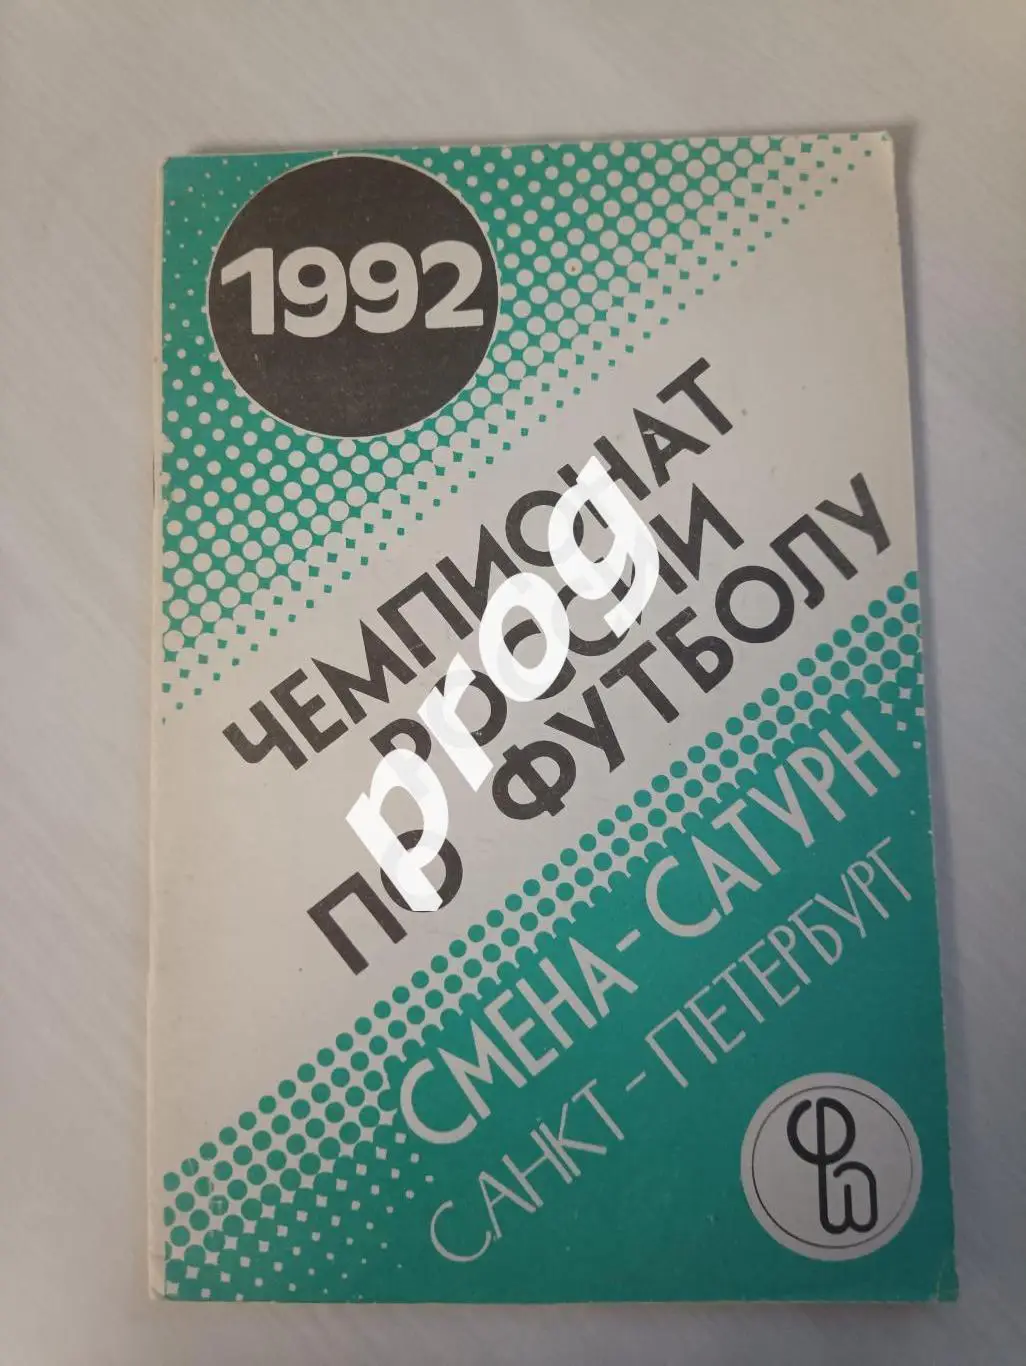 1992
ЧЕМПИОНАТ
РОССИИ
ПО ФУТБОЛУ
prog
СМЕНА-САТУРН
САНКТ-ПЕТЕРБУРГ